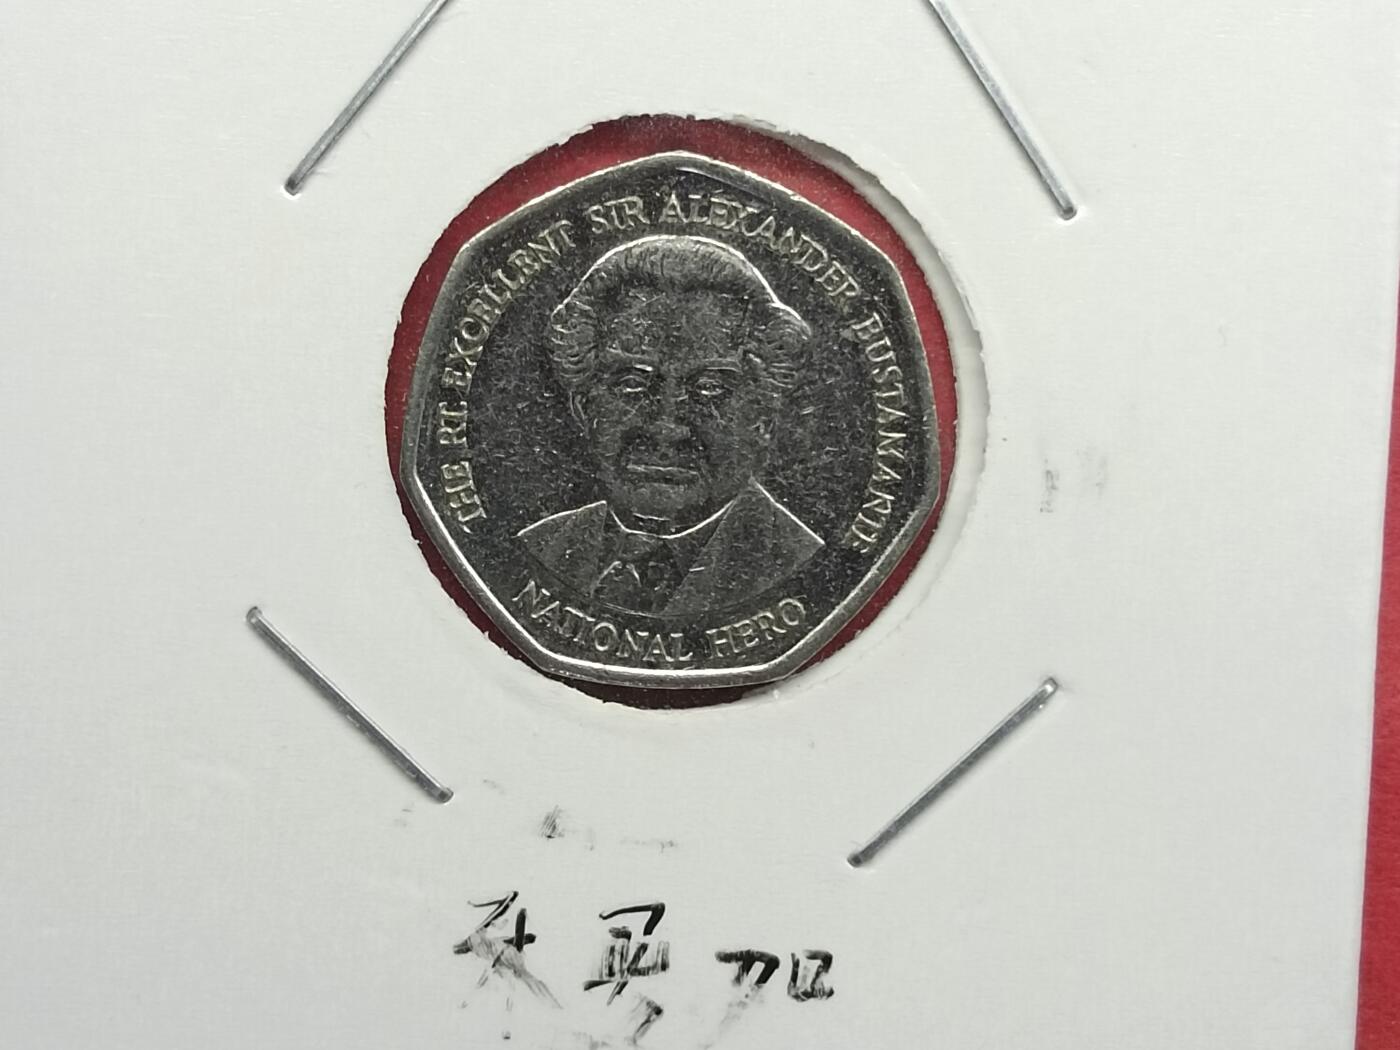 THE RT. EXCELLENT SIR ALEXANDER BUSTAMANTE
NATIONAL HERO
牙买加